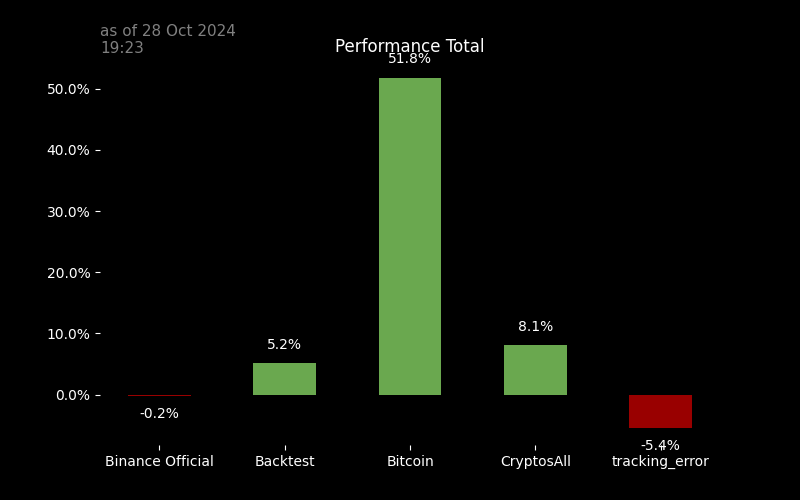 as of 28 Oct 2024
19:23
Performance Total
51.8%
50.0%
40.0%
30.0%
20.0%
10.0%
0.0%
5.2%
8.1%
-0.2%
-5.4%
Binance Official
Backtest
Bitcoin
CryptosAll
tracking_error